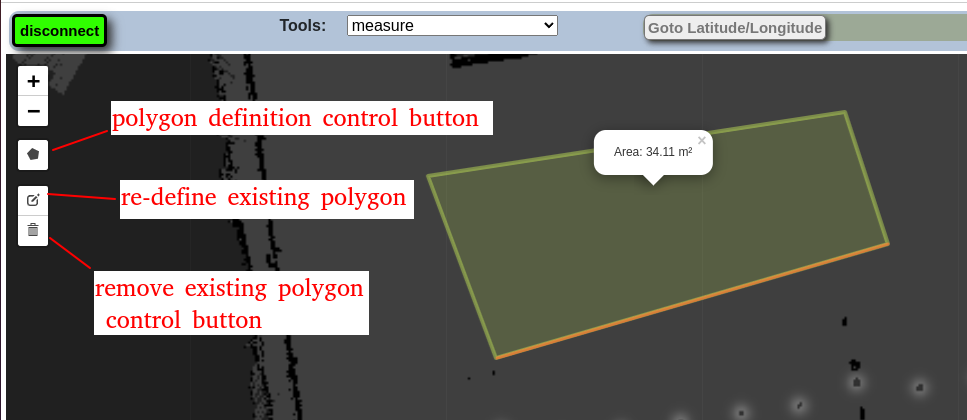 disconnect
Tools:
measure
Goto Latitude/Longitude
+
−
polygon definition control button
Area: 34.11 m²
×
re-define existing polygon
remove existing polygon
control button